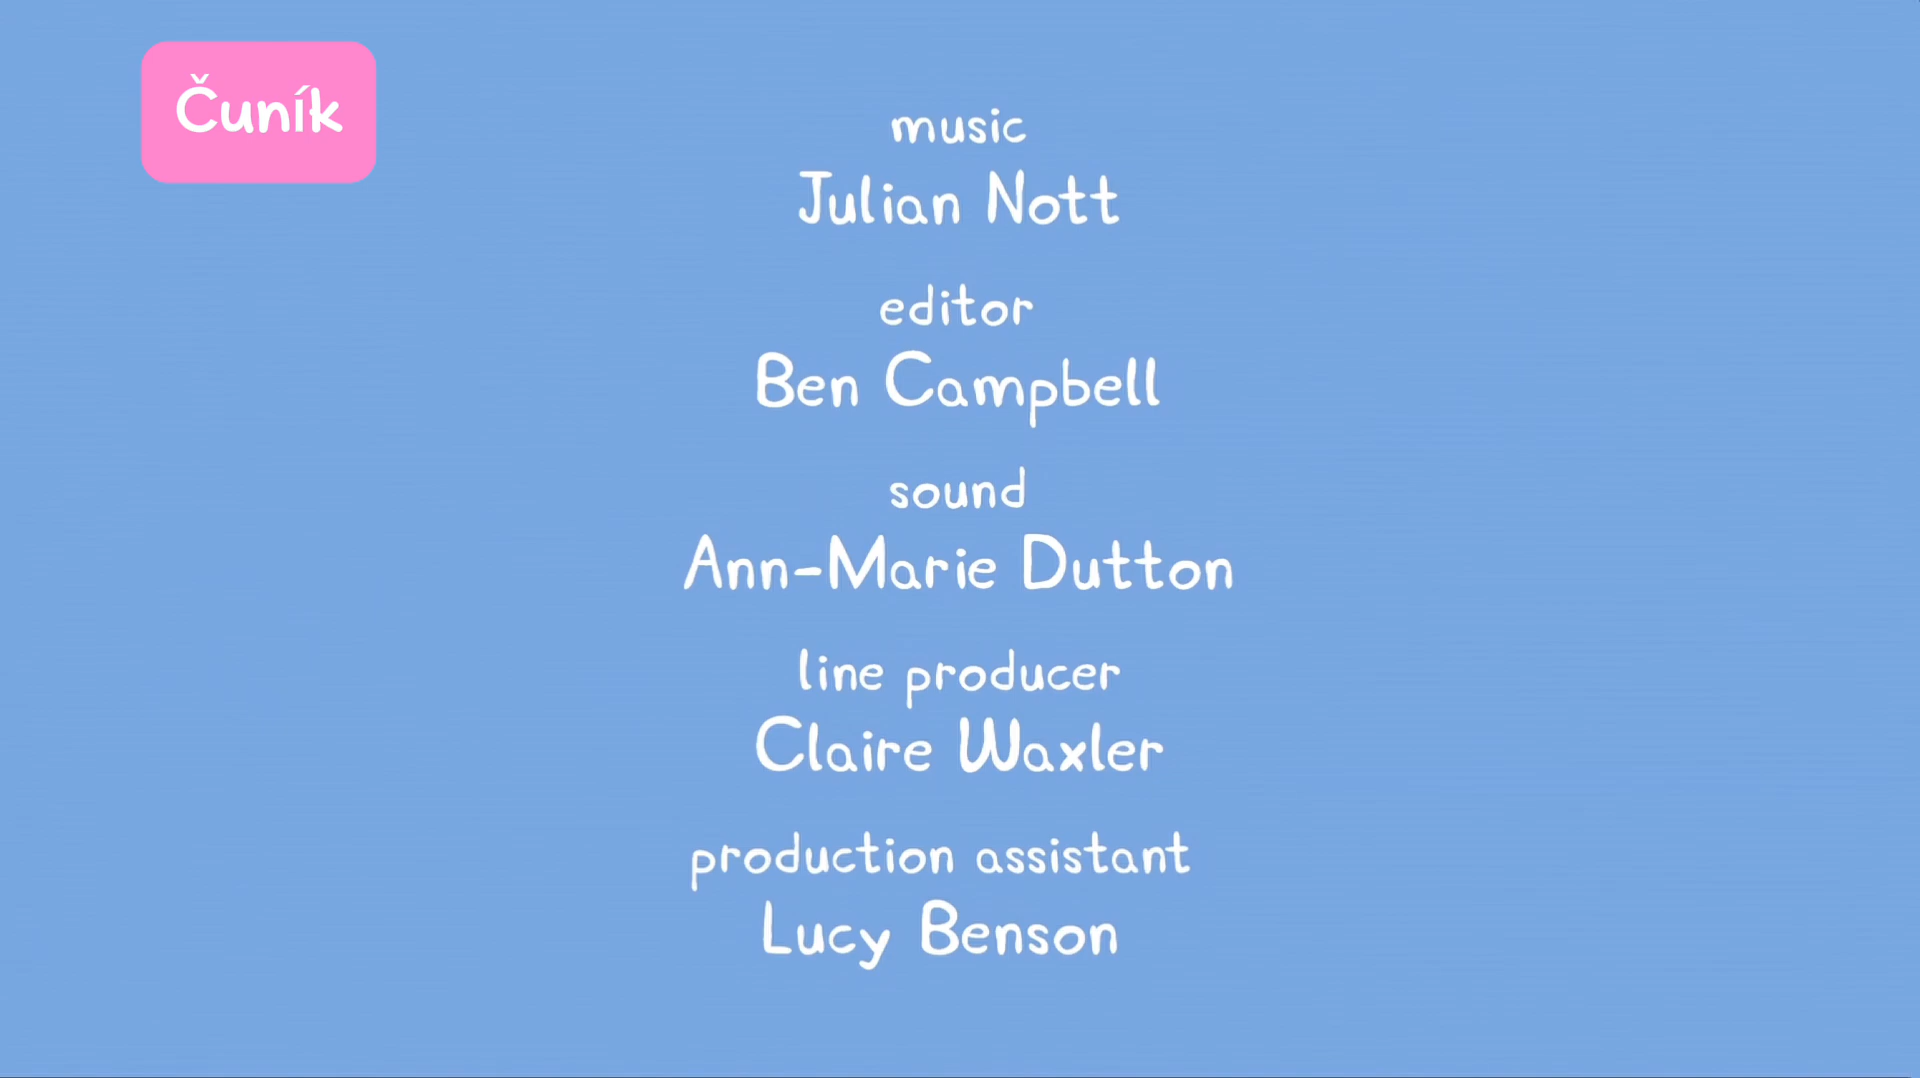 Čuník
music
Julian Nott
editor
Ben Campbell
sound
Ann-Marie Dutton
line producer
Claire Waxler
production assistant
Lucy Benson